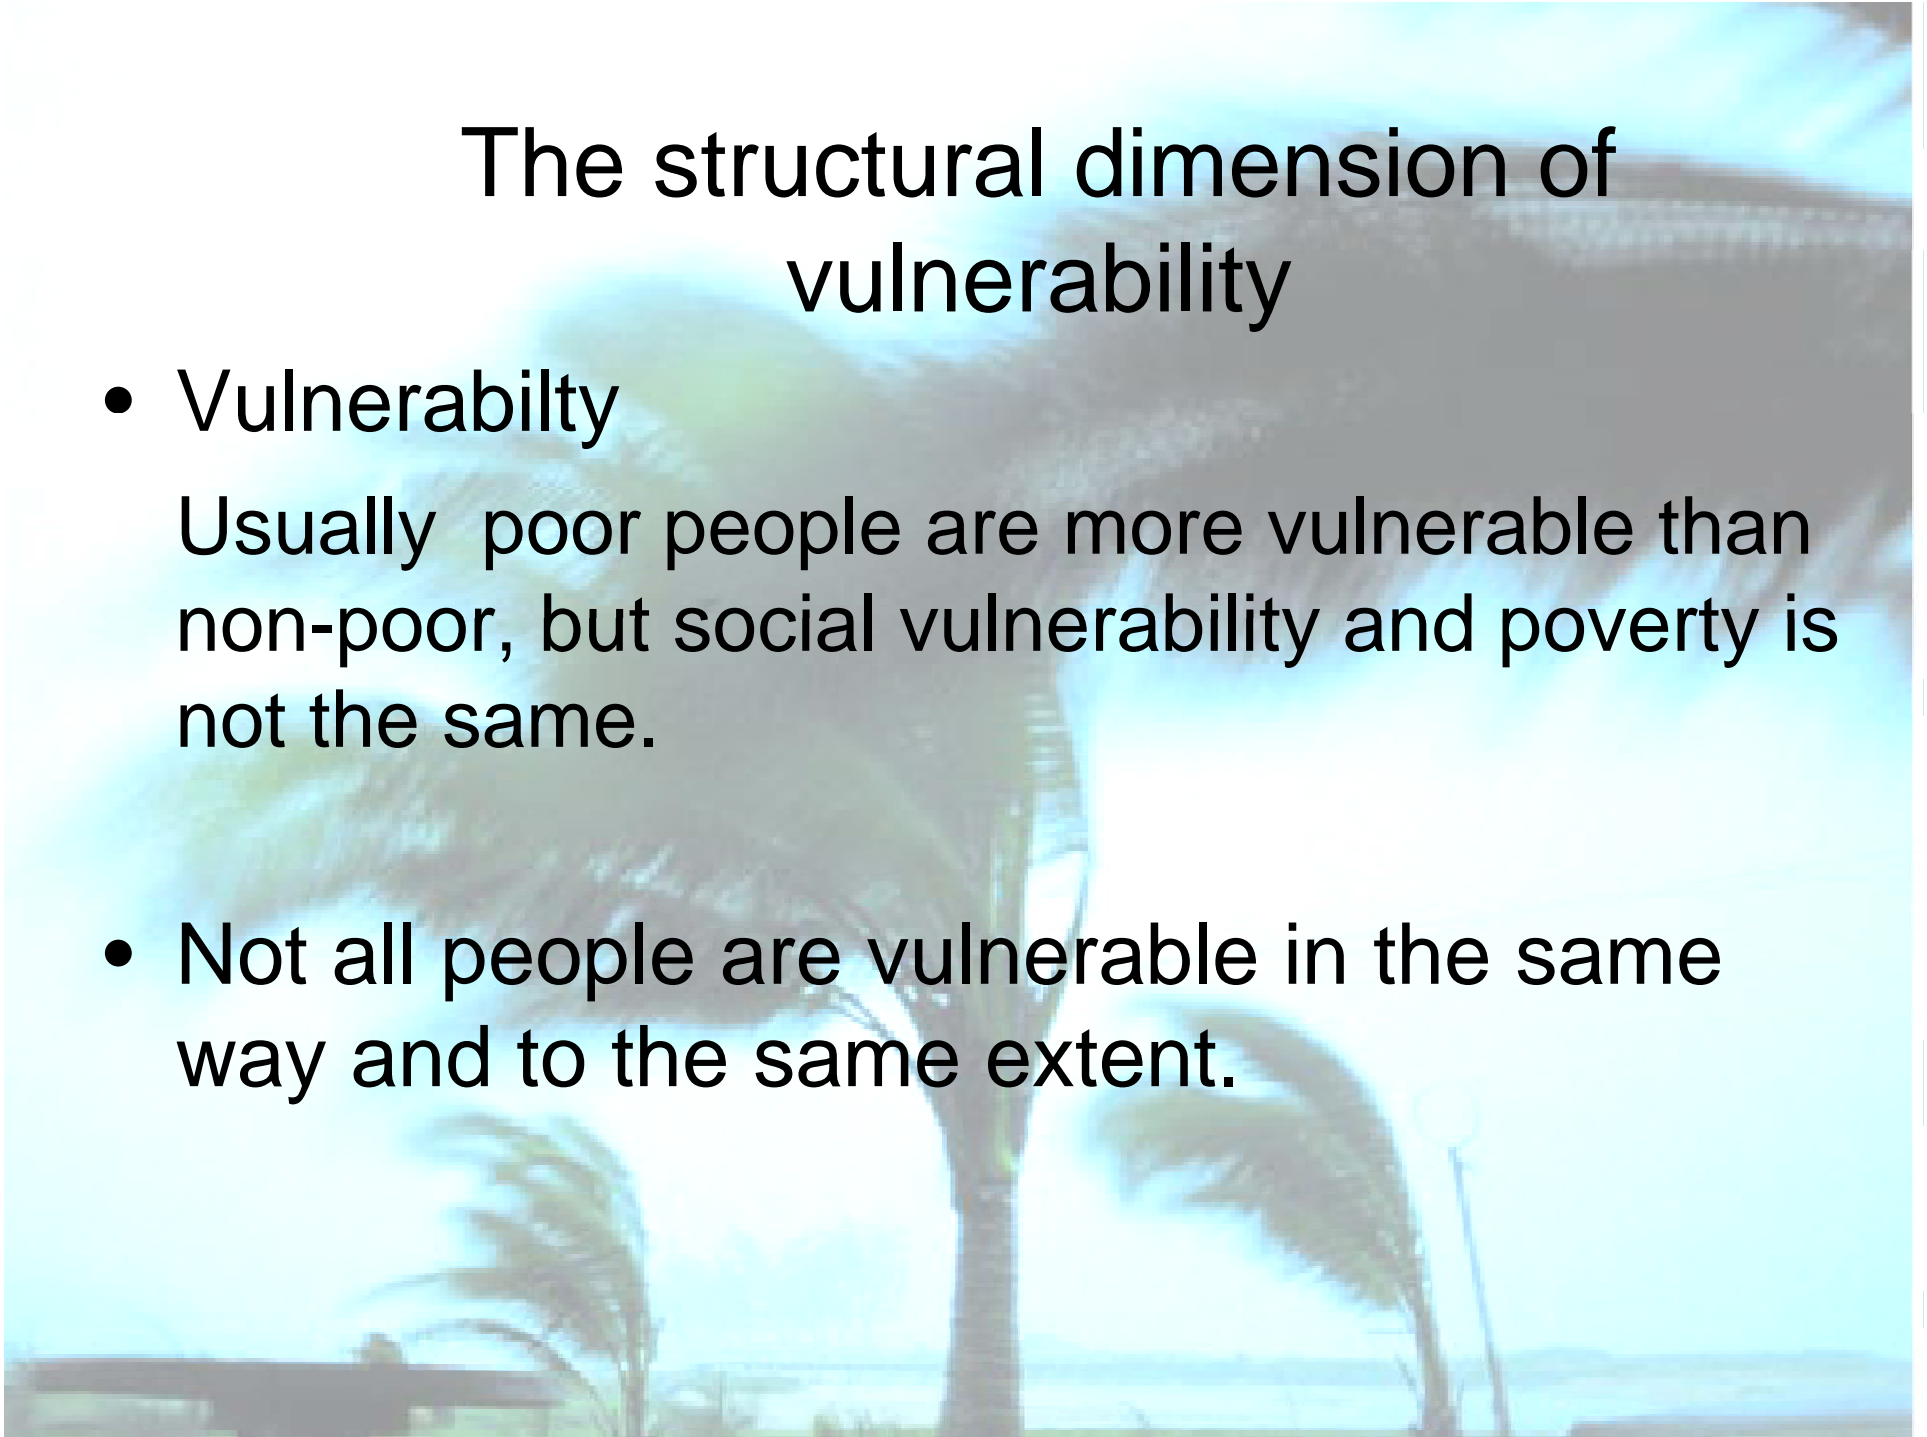 The structural dimension of
vulnerability
• Vulnerabilty
Usually  poor people are more vulnerable than
non-poor, but social vulnerability and poverty is
not the same.
• Not all people are vulnerable in the same
way and to the same extent.